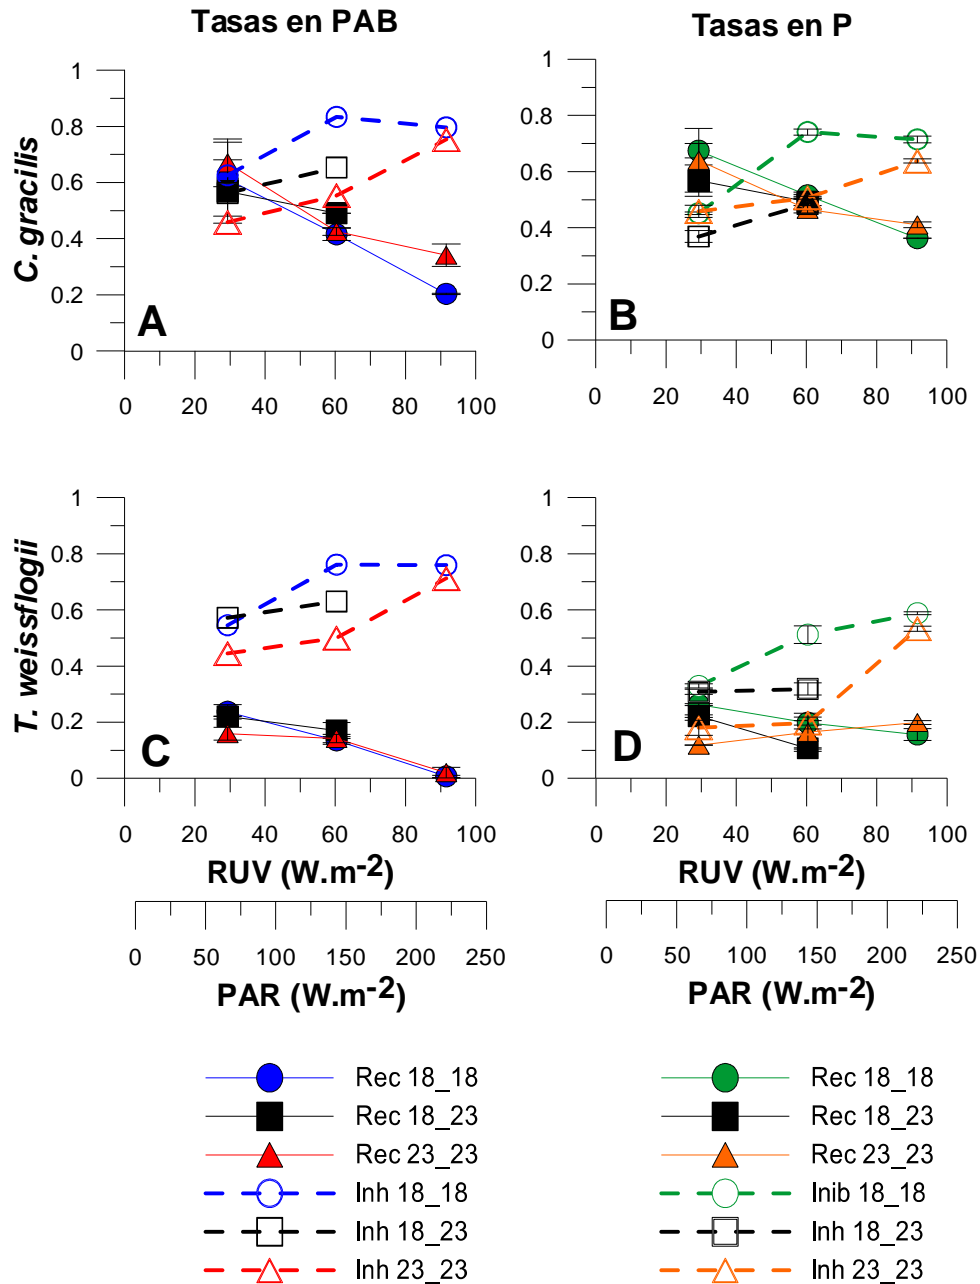 Tasas en PAB
Tasas en P
C. gracilis
1
0.8
0.6
0.4
0.2
0
A
0 20 40 60 80 100
1
0.8
0.6
0.4
0.2
0
B
0 20 40 60 80 100
T. weissflogii
1
0.8
0.6
0.4
0.2
0
C
0 20 40 60 80 100
RUV (W.m-2)
1
0.8
0.6
0.4
0.2
0
D
0 20 40 60 80 100
RUV (W.m-2)
0 50 100 150 200 250
PAR (W.m-2)
0 50 100 150 200 250
PAR (W.m-2)
Rec 18_18
Rec 18_23
Rec 23_23
Inh 18_18
Inh 18_23
Inh 23_23
Rec 18_18
Rec 18_23
Rec 23_23
Inib 18_18
Inh 18_23
Inh 23_23